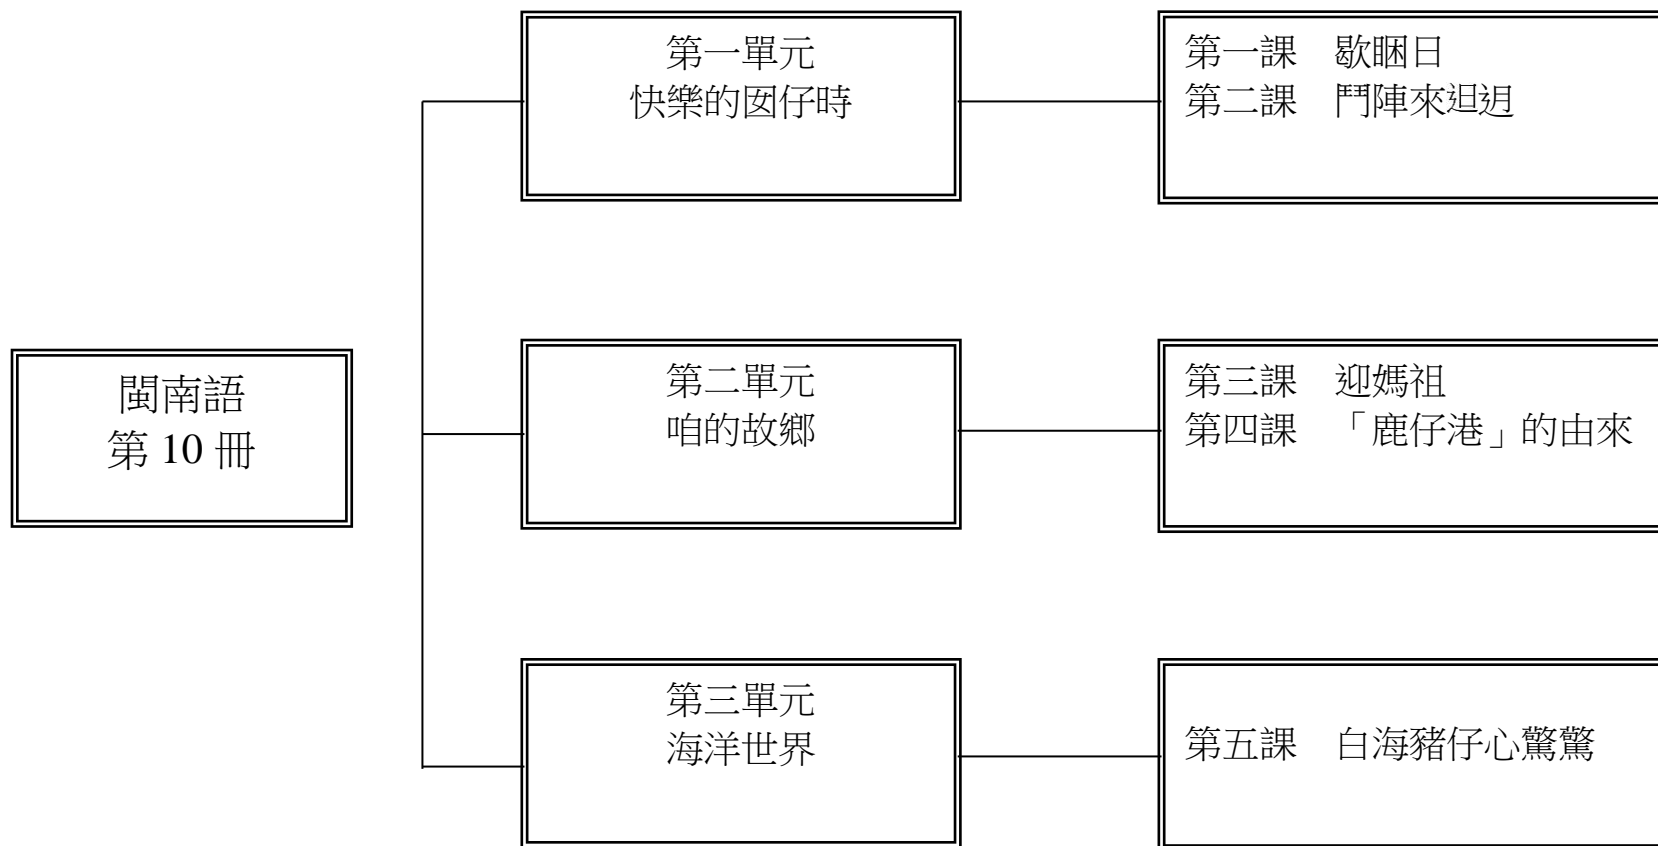 閩南語
第 10 冊
第一單元
快樂的囡仔時
第一課　歇睏日
第二課　鬥陣來𨑨迌
第二單元
咱的故鄉
第三課　迎媽祖
第四課　「鹿仔港」的由來
第三單元
海洋世界
第五課　白海豬仔心驚驚